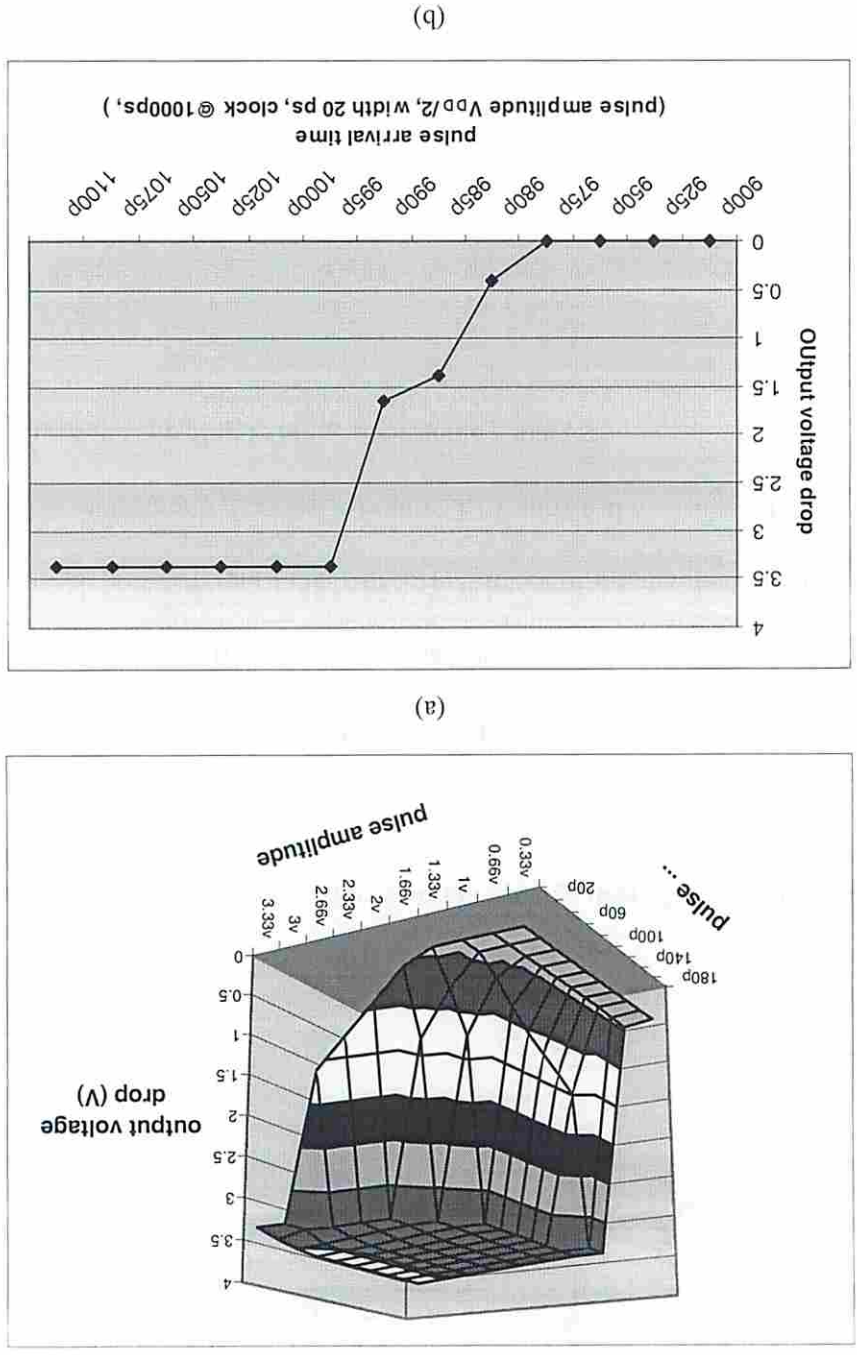 4
3.5
3
2.5
2
1.5
1
0.5
0
output voltage
drop (V)
180p
140p
100p
60p
20p
pulse ...
0.33v
0.66v
1v
1.33v
1.66v
2v
2.33v
2.66v
3v
3.33v
pulse amplitude
(a)
4
3.5
3
2.5
2
1.5
1
0.5
0
OUtput voltage drop
900p 925p 950p 975p 980p 985p 990p 995p 1000p 1025p 1050p 1075p 1100p
pulse arrival time
(pulse amplitude VDD/2, width 20 ps, clock @1000ps, )
(b)